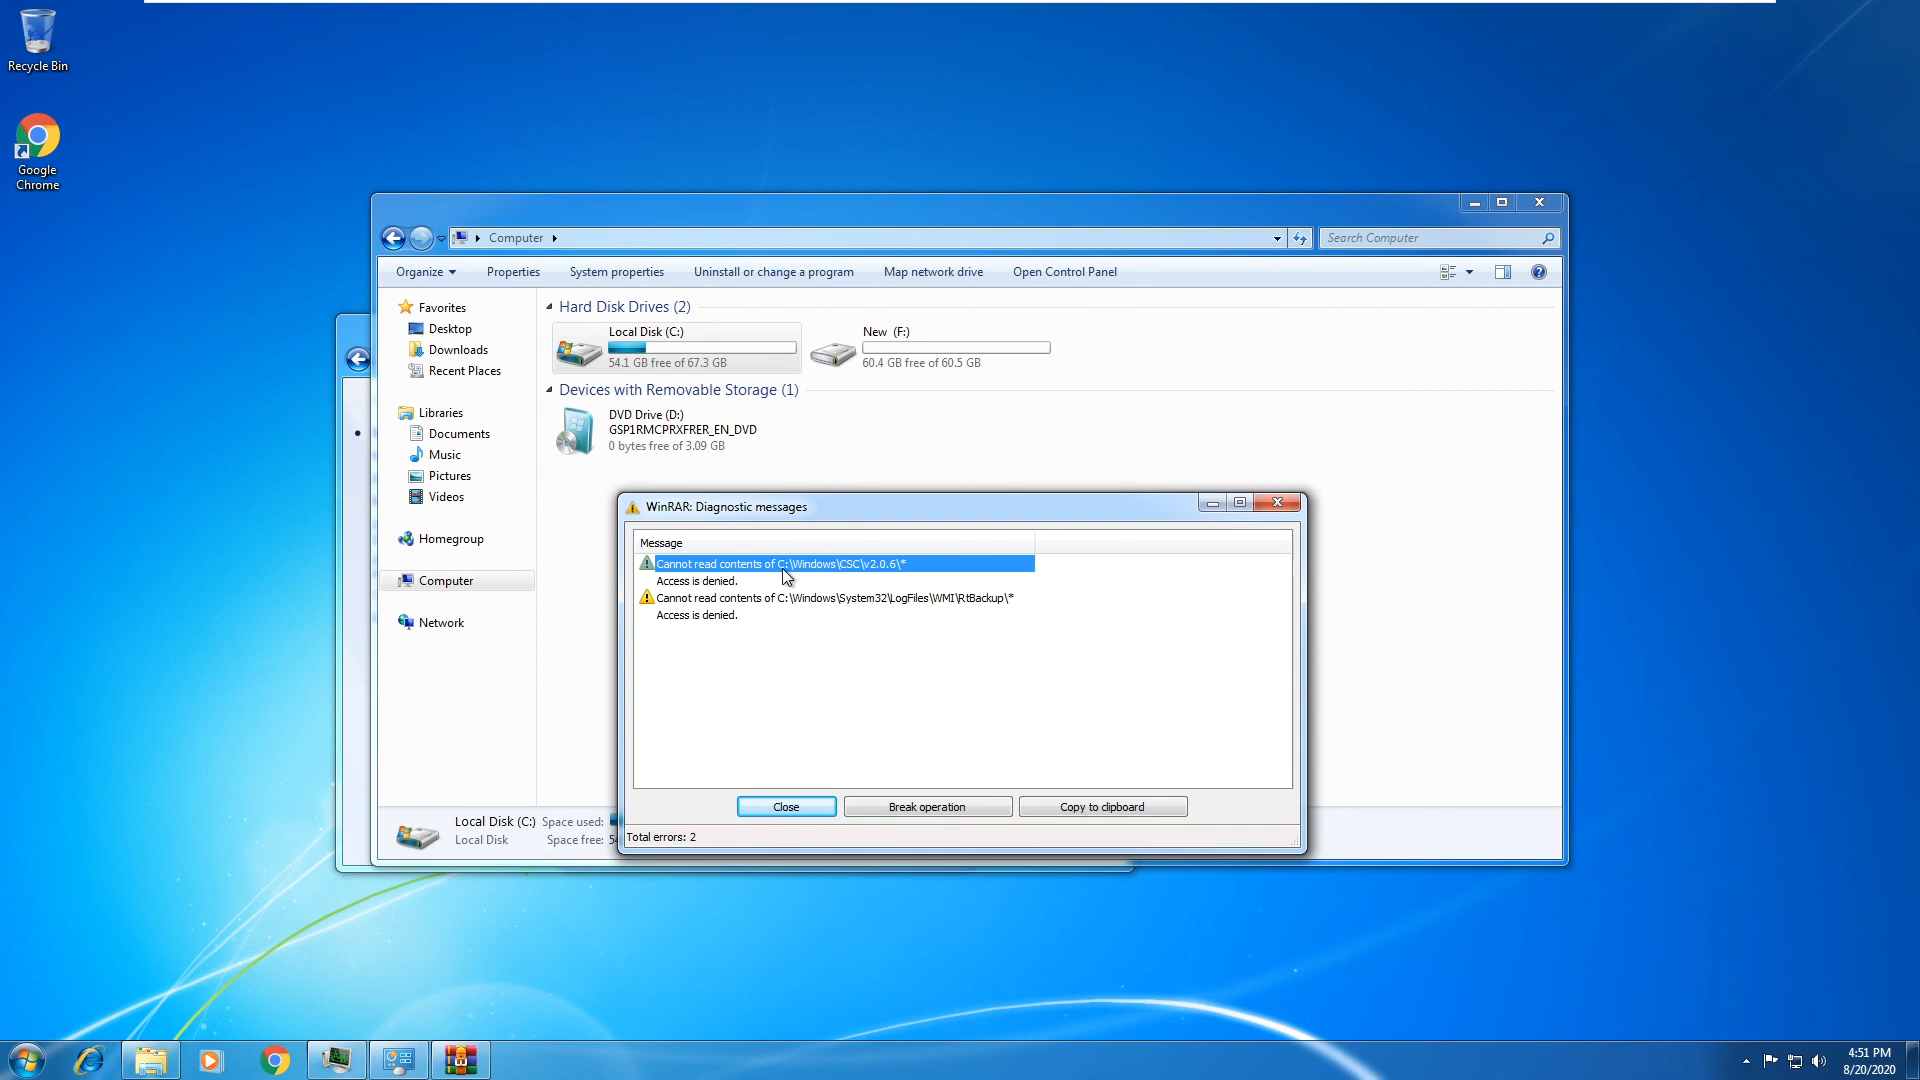 Recycle Bin
Google
Chrome
Computer
Search Computer
Organize
Properties
System properties
Uninstall or change a program
Map network drive
Open Control Panel
Favorites
Desktop
Downloads
Recent Places
Libraries
Documents
Music
Pictures
Videos
Homegroup
Computer
Network
Hard Disk Drives (2)
Local Disk (C:)
54.1 GB free of 67.3 GB
New (F:)
60.4 GB free of 60.5 GB
Devices with Removable Storage (1)
DVD Drive (D:)
GSP1RMCPRXFRER_EN_DVD
0 bytes free of 3.09 GB
WinRAR: Diagnostic messages
Message
Cannot read contents of C:\Windows\CSC\v2.0.6\*
Access is denied.
Cannot read contents of C:\Windows\System32\LogFiles\WMI\RtBackup\*
Access is denied.
Close
Break operation
Copy to clipboard
Total errors: 2
Local Disk (C:) Space used:
Local Disk Space free:
4:51 PM
8/20/2020